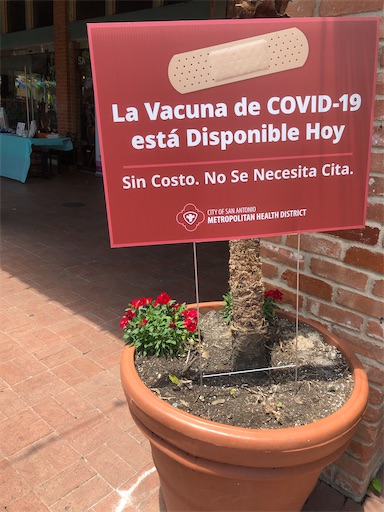 La Vacuna de COVID-19
está Disponible Hoy
Sin Costo. No Se Necesita Cita.
CITY OF SAN ANTONIO
METROPOLITAN HEALTH DISTRICT